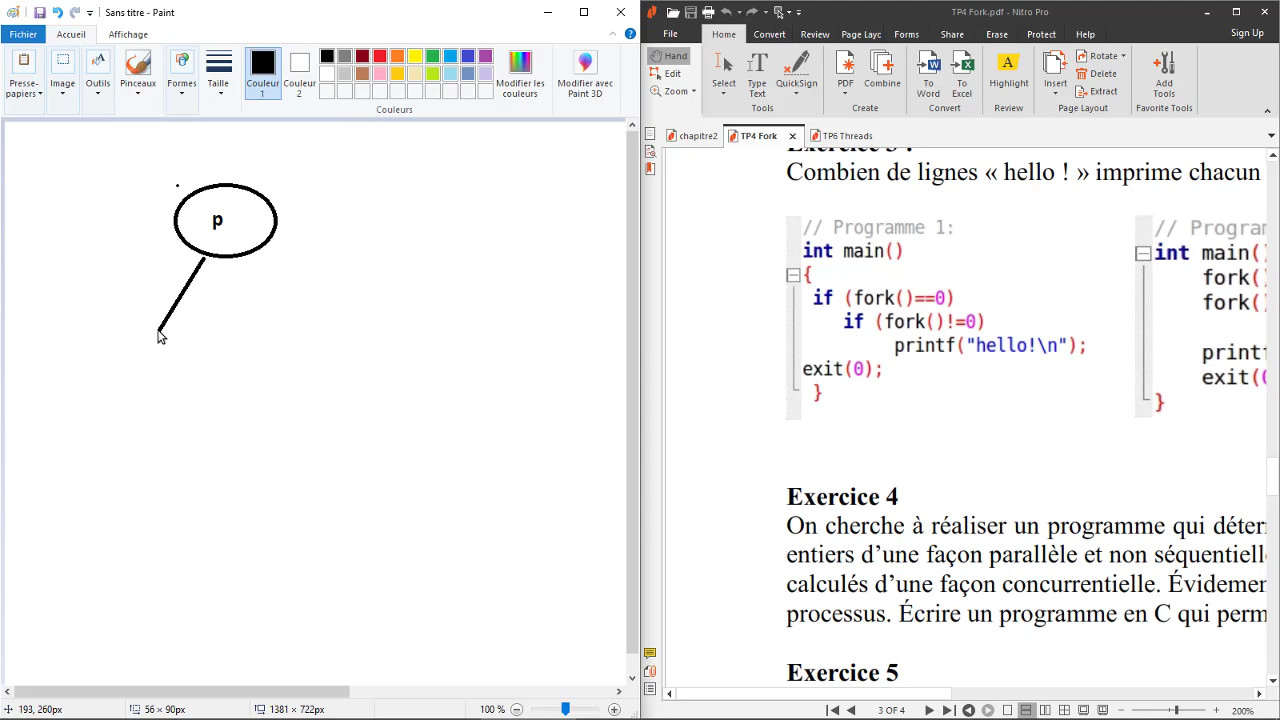 Sans titre - Paint
Fichier
Accueil
Affichage
Presse-papiers
Image
Outils
Pinceaux
Formes
Taille
Couleur 1
Couleur 2
Modifier les couleurs
Modifier avec Paint 3D
Couleurs
p
193, 260px
56 × 90px
1381 × 722px
100 %
TP4 Fork.pdf - Nitro Pro
File
Home
Convert
Review
Page Layc
Forms
Share
Erase
Protect
Help
Sign Up
Hand
Edit
Zoom
Select
Type Text
QuickSign
Tools
PDF
Combine
Create
To Word
To Excel
Convert
Highlight
Review
Insert
Rotate
Delete
Extract
Page Layout
Add Tools
Favorite Tools
chapitre2
TP4 Fork
TP6 Threads
Exercice 3 :
Combien de lignes « hello ! » imprime chacun
// Programme 1:
int main()
{
if (fork()==0)
if (fork()!=0)
printf("hello!\n");
exit(0);
}
// Progra
int main()
fork()
fork()
print
exit(
}
Exercice 4
On cherche à réaliser un programme qui déter
entiers d'une façon parallèle et non séquentiell
calculés d'une façon concurrentielle. Évidemen
processus. Écrire un programme en C qui perm
Exercice 5
3 OF 4
200%